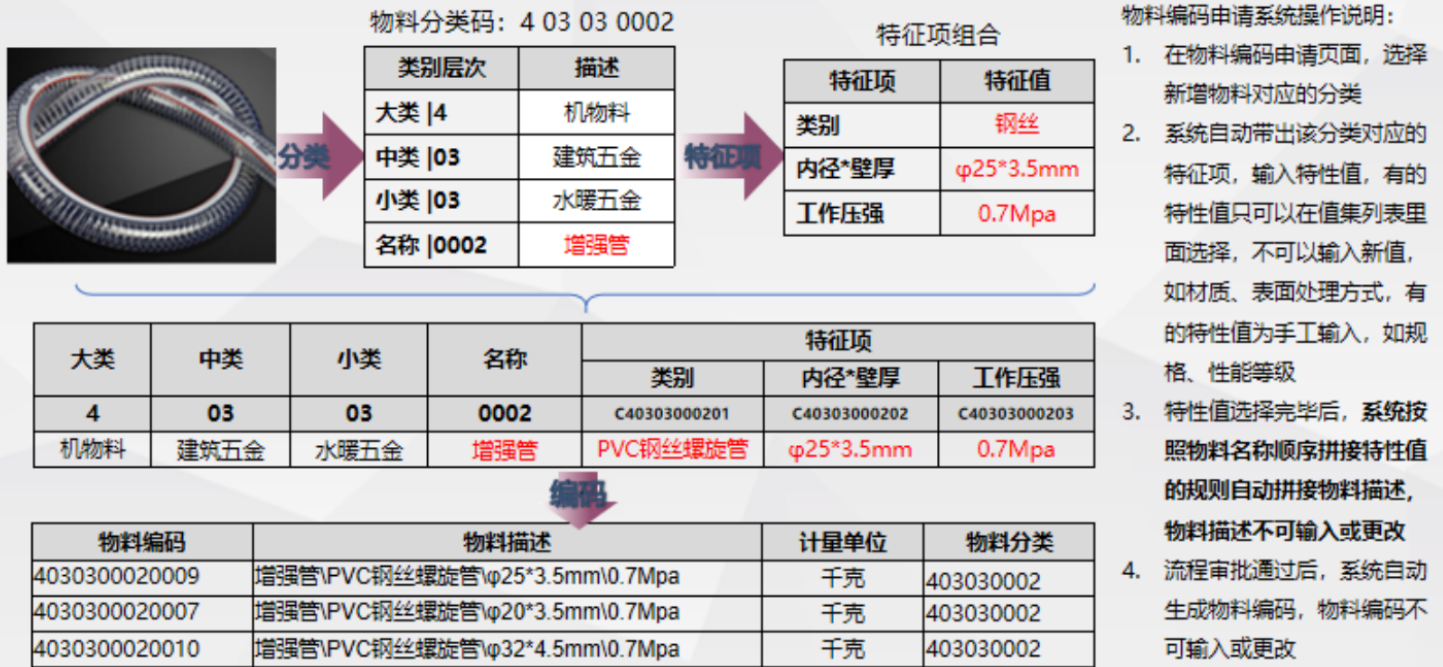 物料分类码：4 03 03 0002
类别层次 描述
大类 |4 机物料
中类 |03 建筑五金
小类 |03 水暖五金
名称 |0002 增强管
分类
特征项
特征项组合
特征项 特征值
类别 钢丝
内径*壁厚 φ25*3.5mm
工作压强 0.7Mpa
大类 中类 小类 名称 特征项
类别 内径*壁厚 工作压强
4 03 03 0002 C40303000201 C40303000202 C40303000203
机物料 建筑五金 水暖五金 增强管 PVC钢丝螺旋管 φ25*3.5mm 0.7Mpa
编码
物料编码 物料描述 计量单位 物料分类
4030300020009 增强管\PVC钢丝螺旋管\φ25*3.5mm\0.7Mpa 千克 403030002
4030300020007 增强管\PVC钢丝螺旋管\φ20*3.5mm\0.7Mpa 千克 403030002
4030300020010 增强管\PVC钢丝螺旋管\φ32*4.5mm\0.7Mpa 千克 403030002
物料编码申请系统操作说明：
1. 在物料编码申请页面，选择
新增物料对应的分类
2. 系统自动带出该分类对应的
特征项，输入特性值，有的
特性值只可以在值集列表里
面选择，不可以输入新值，
如材质、表面处理方式，有
的特性值为手工输入，如规
格、性能等级
3. 特性值选择完毕后，系统按
照物料名称顺序拼接特性值
的规则自动拼接物料描述，
物料描述不可输入或更改
4. 流程审批通过后，系统自动
生成物料编码，物料编码不
可输入或更改